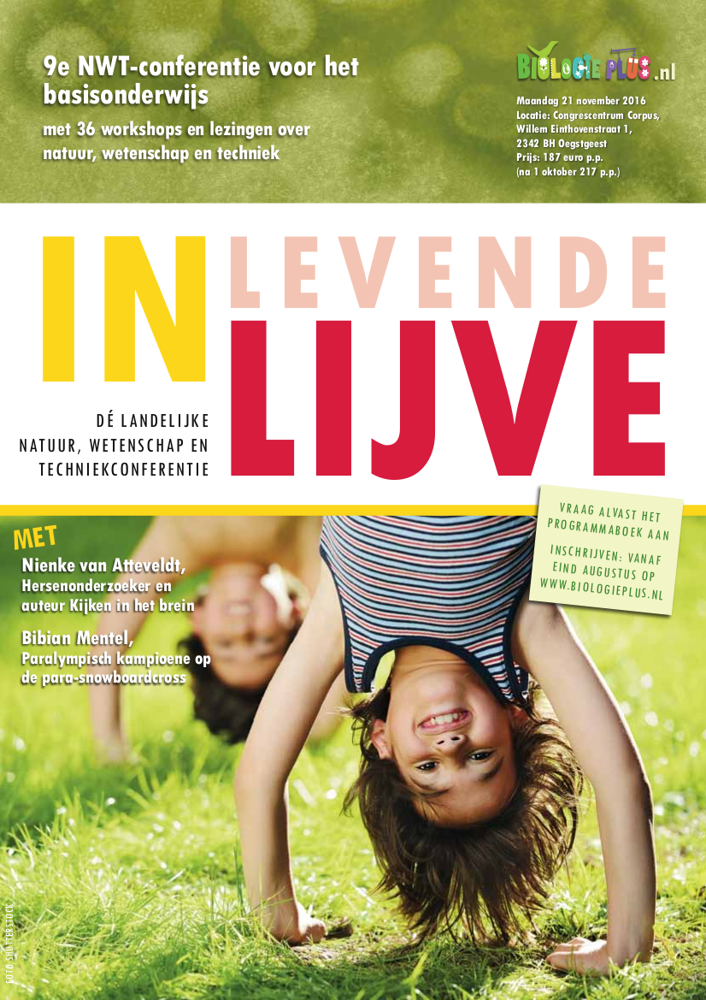 9e NWT-conferentie voor het
basisonderwijs
met 36 workshops en lezingen over
natuur, wetenschap en techniek
BIOLOGIE PLUS.nl
Maandag 21 november 2016
Locatie: Congrescentrum Corpus,
Willem Einthovenstraat 1,
2342 BH Oegstgeest
Prijs: 187 euro p.p.
(na 1 oktober 217 p.p.)
IN LEVENDE
LIJVE
DÉ LANDELIJKE
NATUUR, WETENSCHAP EN
TECHNIEKCONFERENTIE
VRAAG ALVAST HET
PROGRAMMABOEK AAN
INSCHRIJVEN: VANAF
EIND AUGUSTUS OP
WWW.BIOLOGIEPLUS.NL
MET
Nienke van Atteveldt,
Hersenonderzoeker en
auteur Kijken in het brein
Bibian Mentel,
Paralympisch kampioene op
de para-snowboardcross
FOTO SHUTTERSTOCK